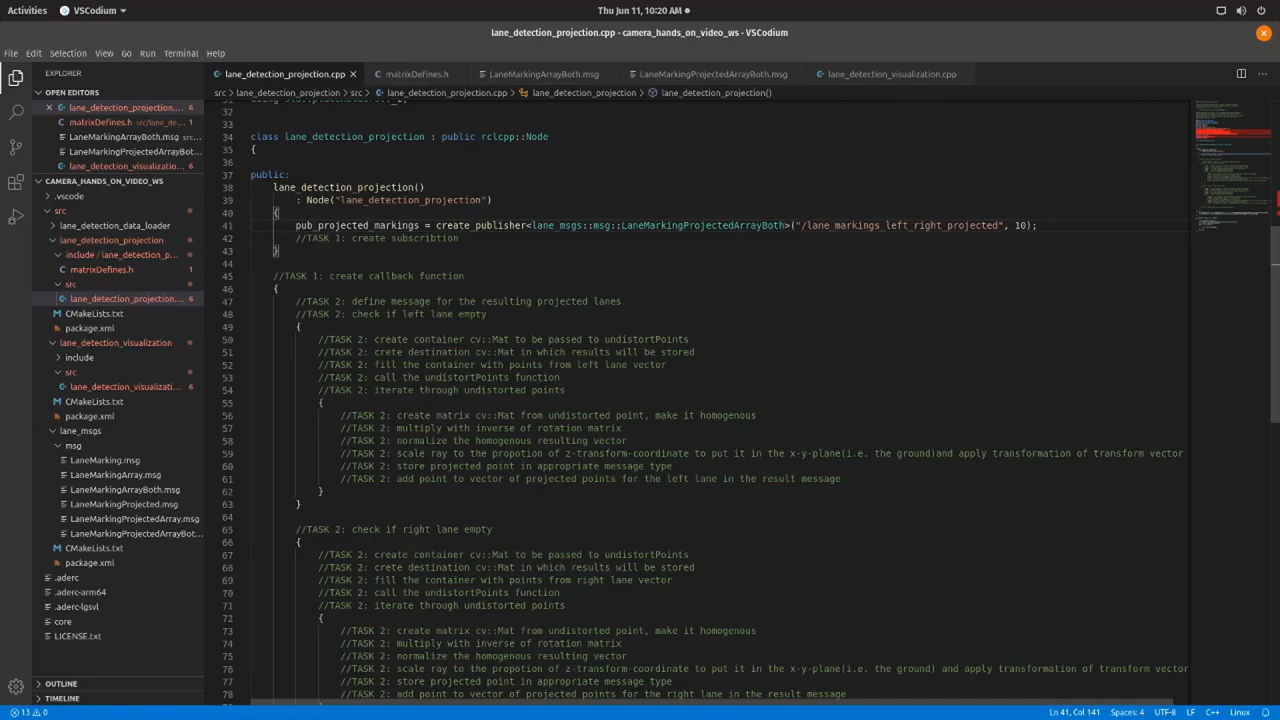 Activities
VSCodium
Thu Jun 11, 10:20 AM
lane_detection_projection.cpp - camera_hands_on_video_ws - VSCodium
File Edit Selection View Go Run Terminal Help
EXPLORER
OPEN EDITORS
lane_detection_projection.... 6
matrixDefines.h src/lane_de... 1
LaneMarkingArrayBoth.msg src...
LaneMarkingProjectedArrayBot...
lane_detection_visualizati... 6
CAMERA_HANDS_ON_VIDEO_WS
.vscode
src
lane_detection_data_loader
lane_detection_projection
include / lane_detection_p...
matrixDefines.h
src
lane_detection_projection.... 6
CMakeLists.txt
package.xml
lane_detection_visualization
include
src
lane_detection_visualizati... 6
CMakeLists.txt
package.xml
lane_msgs
msg
LaneMarking.msg
LaneMarkingArray.msg
LaneMarkingArrayBoth.msg
LaneMarkingProjected.msg
LaneMarkingProjectedArray.msg
LaneMarkingProjectedArrayBot...
CMakeLists.txt
package.xml
.aderc
.aderc-arm64
.aderc-lgsvl
core
LICENSE.txt
OUTLINE
TIMELINE
lane_detection_projection.cpp matrixDefines.h LaneMarkingArrayBoth.msg LaneMarkingProjectedArrayBoth.msg lane_detection_visualization.cpp
src > lane_detection_projection > src > lane_detection_projection.cpp > lane_detection_projection > lane_detection_projection()
32
33
34 class lane_detection_projection : public rclcpp::Node
35 {
36
37 public:
38 lane_detection_projection()
39 : Node("lane_detection_projection")
40 {
41 pub_projected_markings = create_publisher<lane_msgs::msg::LaneMarkingProjectedArrayBoth>("/lane_markings_left_right_projected", 10);
42 //TASK 1: create subscribtion
43 }
44
45 //TASK 1: create callback function
46 {
47 //TASK 2: define message for the resulting projected lanes
48 //TASK 2: check if left lane empty
49 {
50 //TASK 2: create container cv::Mat to be passed to undistortPoints
51 //TASK 2: crete destination cv::Mat in which results will be stored
52 //TASK 2: fill the container with points from left lane vector
53 //TASK 2: call the undistortPoints function
54 //TASK 2: iterate through undistorted points
55 {
56 //TASK 2: create matrix cv::Mat from undistorted point, make it homogenous
57 //TASK 2: multiply with inverse of rotation matrix
58 //TASK 2: normalize the homogenous resulting vector
59 //TASK 2: scale ray to the propotion of z-transform-coordinate to put it in the x-y-plane(i.e. the ground)and apply transformation of transform vector
60 //TASK 2: store projected point in appropriate message type
61 //TASK 2: add point to vector of projected points for the left lane in the result message
62 }
63 }
64
65 //TASK 2: check if right lane empty
66 {
67 //TASK 2: create container cv::Mat to be passed to undistortPoints
68 //TASK 2: crete destination cv::Mat in which results will be stored
69 //TASK 2: fill the container with points from right lane vector
70 //TASK 2: call the undistortPoints function
71 //TASK 2: iterate through undistorted points
72 {
73 //TASK 2: create matrix cv::Mat from undistorted point, make it homogenous
74 //TASK 2: multiply with inverse of rotation matrix
75 //TASK 2: normalize the homogenous resulting vector
76 //TASK 2: scale ray to the propotion of z-transform-coordinate to put it in the x-y-plane(i.e. the ground) and apply transformation of transform vector
77 //TASK 2: store projected point in appropriate message type
78 //TASK 2: add point to vector of projected points for the right lane in the result message
13 0
Ln 41, Col 141 Spaces: 4 UTF-8 LF C++ Linux